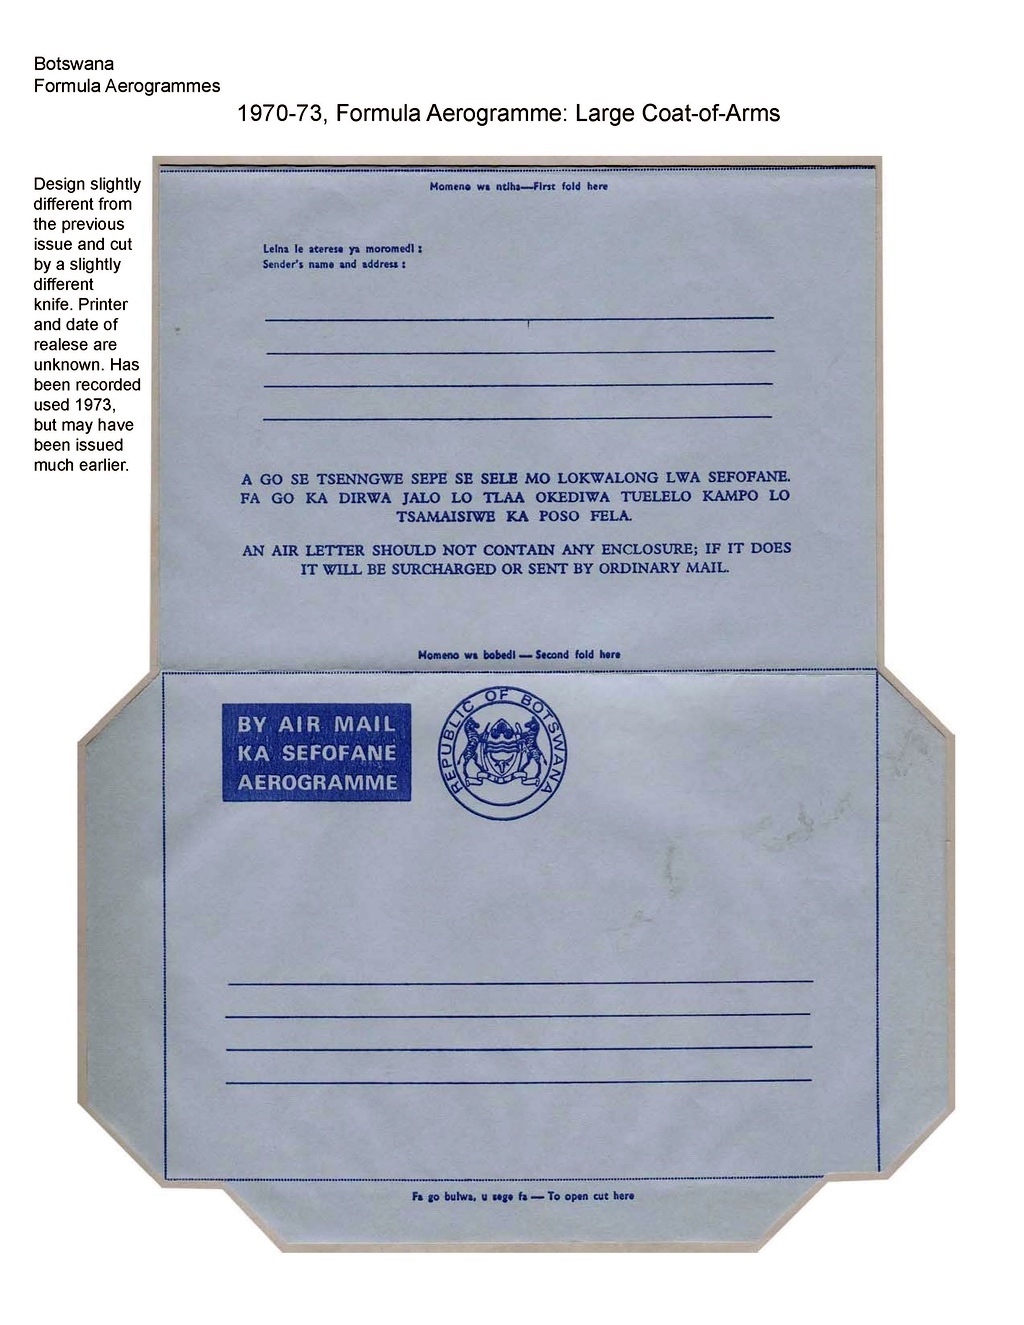 Botswana
Formula Aerogrammes
1970-73, Formula Aerogramme: Large Coat-of-Arms
Design slightly
different from
the previous
issue and cut
by a slightly
different
knife. Printer
and date of
realese are
unknown. Has
been recorded
used 1973,
but may have
been issued
much earlier.
Momeno wa ntlha—First fold here
Leina le aterese ya moromedi :
Sender's name and address :
A GO SE TSENNGWE SEPE SE SELE MO LOKWALONG LWA SEFOFANE.
FA GO KA DIRWA JALO LO TLAA OKEDIWA TUELELO KAMPO LO
TSAMAISIWE KA POSO FELA.
AN AIR LETTER SHOULD NOT CONTAIN ANY ENCLOSURE; IF IT DOES
IT WILL BE SURCHARGED OR SENT BY ORDINARY MAIL.
Momeno wa bobedi — Second fold here
BY AIR MAIL
KA SEFOFANE
AEROGRAMME
REPUBLIC OF BOTSWANA
PULA
Fa go bulwa, u sege fa — To open cut here